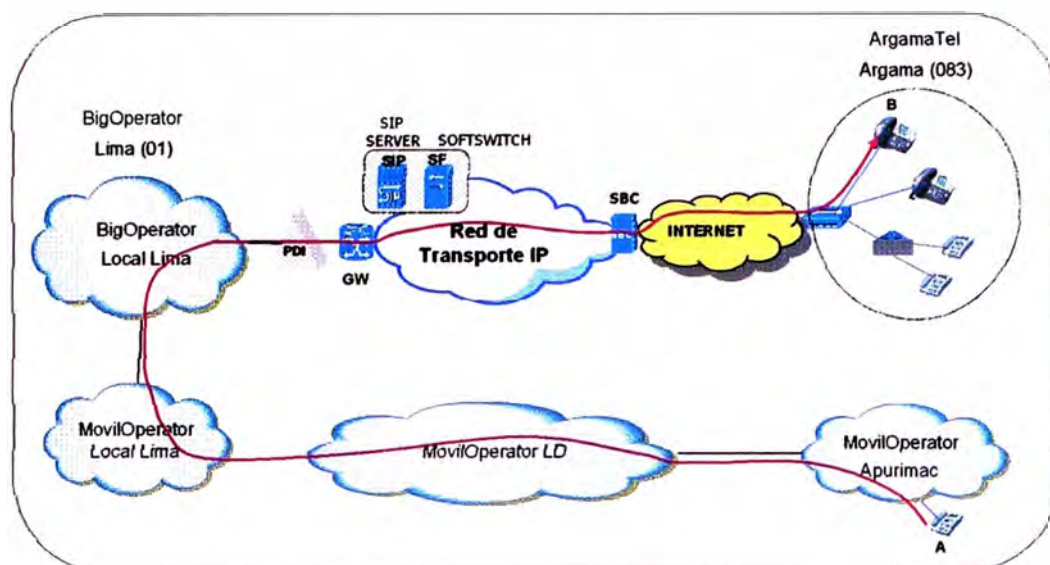 ArgamaTel
Argama (083)
B
BigOperator
Lima (01)
SIP
SERVER
SOFTSWITCH
SIP
SF
SBC
BigOperator
Local Lima
PDI
GW
Red de
Transporte IP
INTERNET
MovilOperator
Local Lima
MovilOperator LD
MovilOperator
Apurimac
A